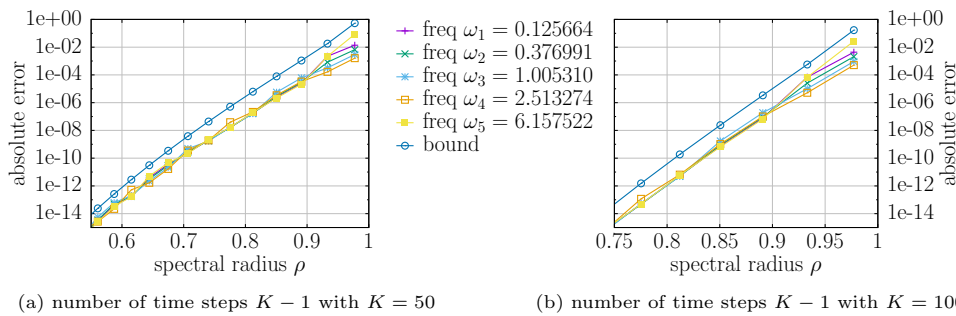 1e+00
1e-02
1e-04
1e-06
1e-08
1e-10
1e-12
1e-14
absolute error
0.6 0.7 0.8 0.9 1
spectral radius ρ
freq ω₁ = 0.125664
freq ω₂ = 0.376991
freq ω₃ = 1.005310
freq ω₄ = 2.513274
freq ω₅ = 6.157522
bound
0.75 0.8 0.85 0.9 0.95 1
spectral radius ρ
1e+00
1e-02
1e-04
1e-06
1e-08
1e-10
1e-12
1e-14
absolute error
(a) number of time steps K − 1 with K = 50
(b) number of time steps K − 1 with K =